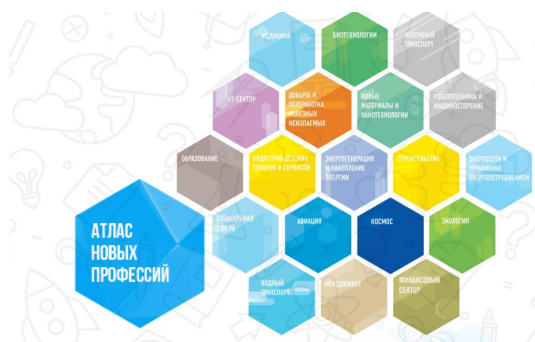 МЕДИЦИНА
БИОТЕХНОЛОГИИ
НАЗЕМНЫЙ
ТРАНСПОРТ
ИТ-СЕКТОР
ДОБЫЧА И
ПЕРЕРАБОТКА
ПОЛЕЗНЫХ
ИСКОПАЕМЫХ
НОВЫЕ
МАТЕРИАЛЫ И
НАНОТЕХНОЛОГИИ
РОБОТОТЕХНИКА И
МАШИНОСТОРЕНИЕ
ОБРАЗОВАНИЕ
ИНДУСТРИЯ ДЕТСКИХ
ТОВАРОВ И СЕРВИСОВ
ЭНЕРГОГЕНЕРАЦИЯ
И НАКОПЛЕНИЕ
ЭНЕРГИИ
СТРОИТЕЛЬСТВО
ЭНЕРГОСЕТИ И
УПРАВЛЕНИЕ
ЭНЕРГОПОТРЕБЛЕНИЕМ
АТЛАС
НОВЫХ
ПРОФЕССИЙ
СОЦИАЛЬНАЯ
СФЕРА
АВИАЦИЯ
КОСМОС
ЭКОЛОГИЯ
ВОДНЫЙ
ТРАНСПОРТ
МЕНЕДЖМЕНТ
ФИНАНСОВЫЙ
СЕКТОР